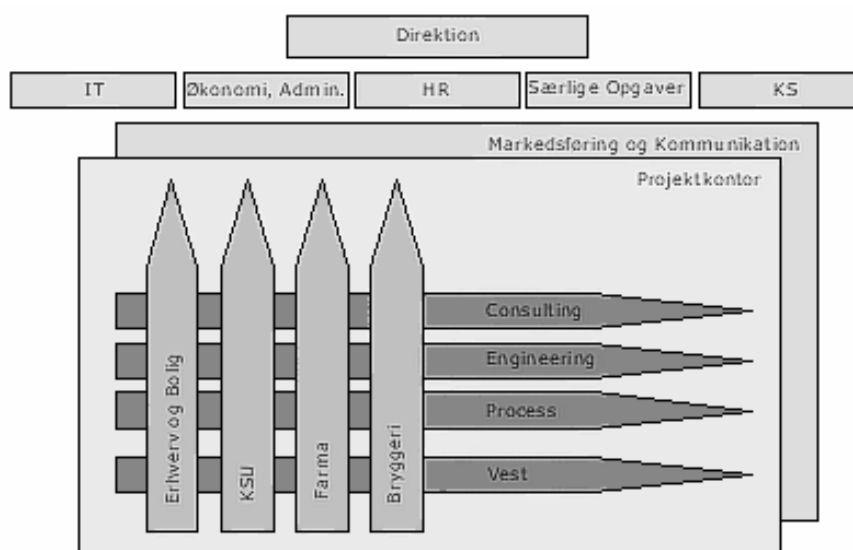 Direktion
IT
Økonomi, Admin.
HR
Særlige Opgaver
KS
Markedsføring og Kommunikation
Projektkontor
Consulting
Engineering
Process
Vest
Erhverv og Bolig
KSU
Farma
Bryggeri